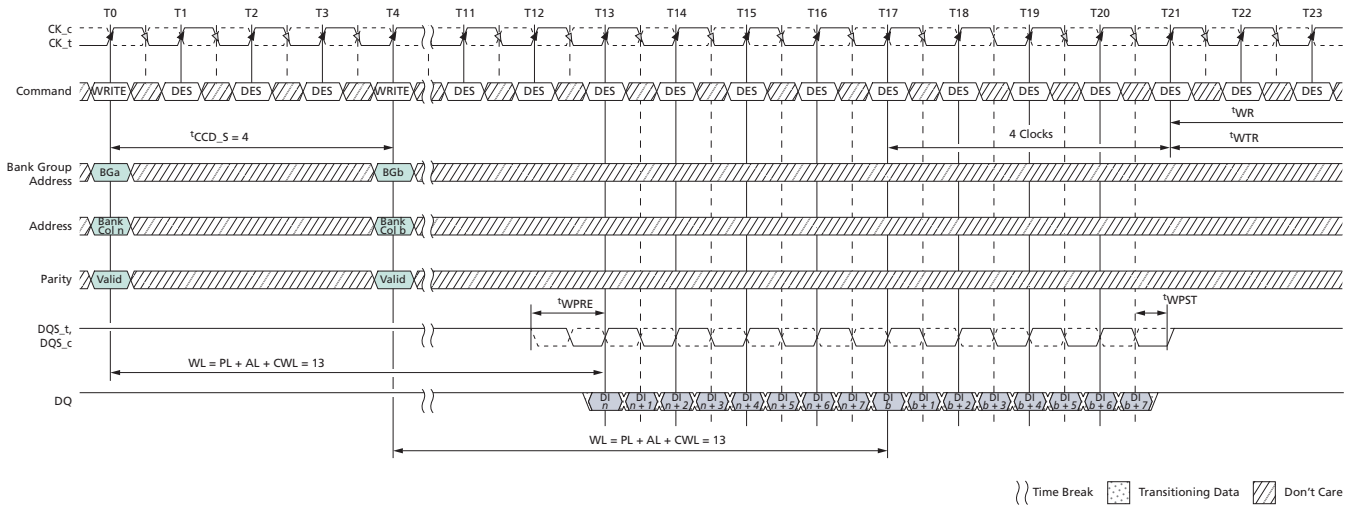 T0 T1 T2 T3 T4 T11 T12 T13 T14 T15 T16 T17 T18 T19 T20 T21 T22 T23
CK_c
CK_t
Command WRITE DES DES DES WRITE DES DES DES DES DES DES DES DES DES DES DES DES DES
tWR
tCCD_S = 4 4 Clocks tWTR
Bank Group
Address BGa BGb
Address Bank
Col n Bank
Col b
Parity Valid Valid
tWPRE tWPST
DQS_t,
DQS_c
WL = PL + AL + CWL = 13
DQ DI
n DI
n + 1 DI
n + 2 DI
n + 3 DI
n + 4 DI
n + 5 DI
n + 6 DI
n + 7 DI
b DI
b + 1 DI
b + 2 DI
b + 3 DI
b + 4 DI
b + 5 DI
b + 6 DI
b + 7
WL = PL + AL + CWL = 13
Time Break Transitioning Data Don't Care